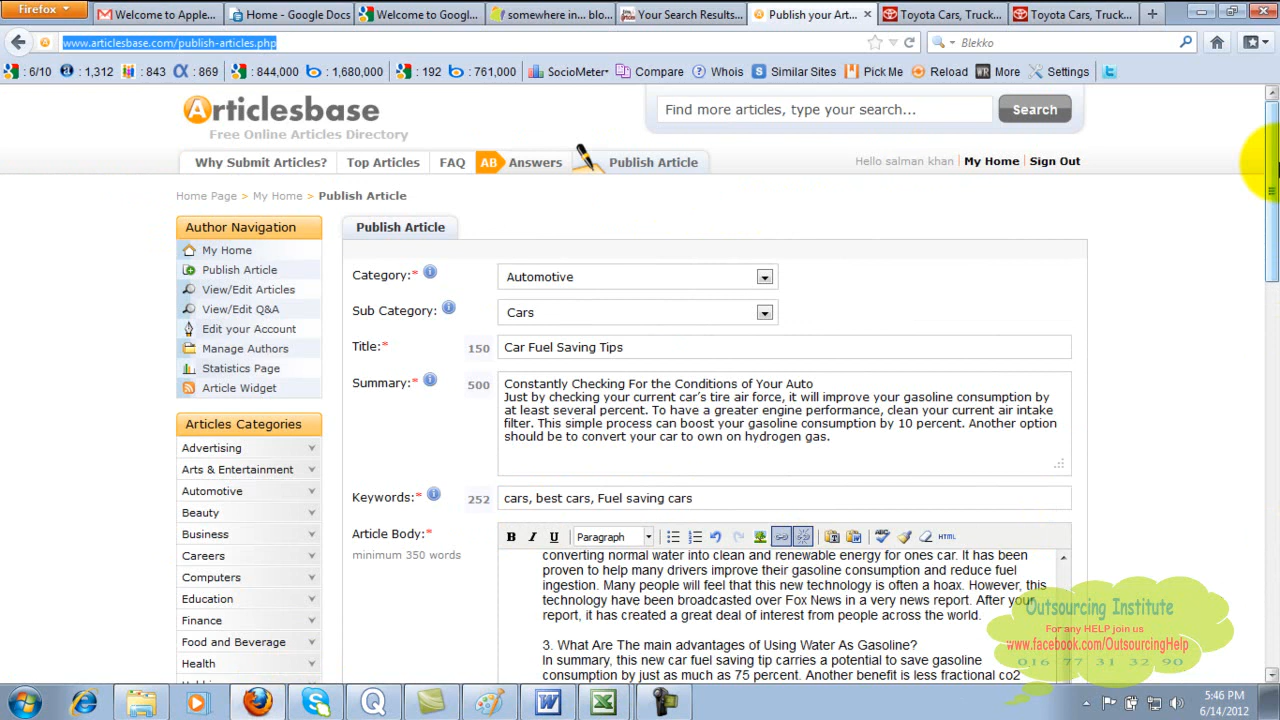 Firefox
Welcome to Apple...
Home - Google Docs
Welcome to Googl...
somewhere in... blo...
Your Search Results...
Publish your Art...
Toyota Cars, Truck...
Toyota Cars, Truck...
www.articlesbase.com/publish-articles.php
Blekko
: 6/10 : 1,312 : 843 : 869 : 844,000 : 1,680,000 : 192 : 761,000 SocioMeter Compare Whois Similar Sites Pick Me Reload More Settings
Articlesbase
Free Online Articles Directory
Find more articles, type your search...
Search
Why Submit Articles? Top Articles FAQ AB Answers Publish Article
Hello salman khan My Home Sign Out
Home Page > My Home > Publish Article
Author Navigation
My Home
Publish Article
View/Edit Articles
View/Edit Q&A
Edit your Account
Manage Authors
Statistics Page
Article Widget
Articles Categories
Advertising
Arts & Entertainment
Automotive
Beauty
Business
Careers
Computers
Education
Finance
Food and Beverage
Health
Publish Article
Category:* Automotive
Sub Category: Cars
Title:* 150 Car Fuel Saving Tips
Summary:* 500 Constantly Checking For the Conditions of Your Auto
Just by checking your current car's tire air force, it will improve your gasoline consumption by
at least several percent. To have a greater engine performance, clean your current air intake
filter. This simple process can boost your gasoline consumption by 10 percent. Another option
should be to convert your car to own on hydrogen gas.
Keywords:* 252 cars, best cars, Fuel saving cars
Article Body:*
minimum 350 words
B I U Paragraph HTML
converting normal water into clean and renewable energy for ones car. It has been
proven to help many drivers improve their gasoline consumption and reduce fuel
ingestion. Many people will feel that this new technology is often a hoax. However, this
technology have been broadcasted over Fox News in a very news report. After your
report, it has created a great deal of interest from people across the world.
3. What Are The main advantages of Using Water As Gasoline?
In summary, this new car fuel saving tip carries a potential to save gasoline
consumption by just as much as 75 percent. Another benefit is less fractional co2
Outsourcing Institute
For any HELP join us
www.facebook.com/OutsourcingHelp
016 77 31 32 90
5:46 PM
6/14/2012